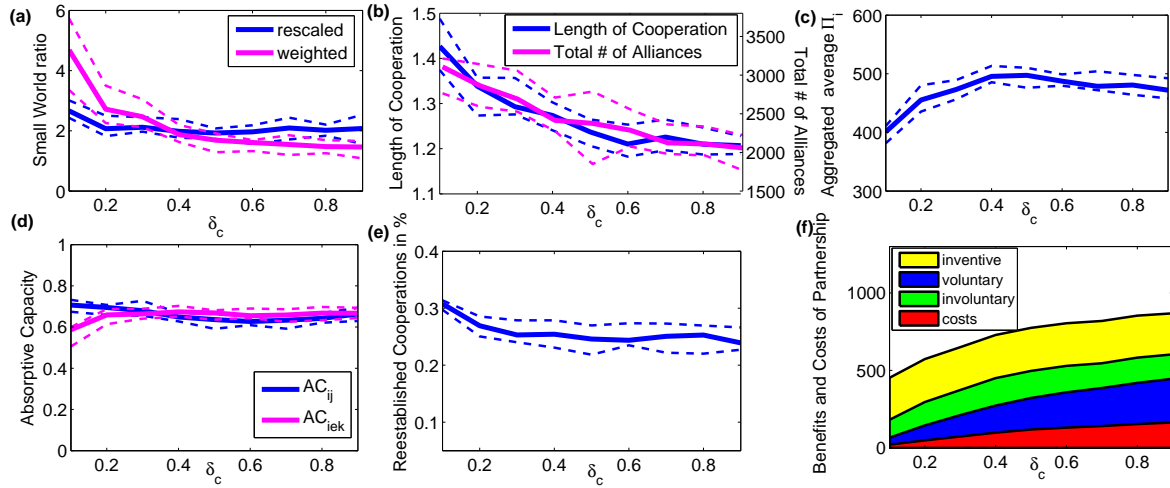 (a)
Small World ratio
6
4
2
0
0.2 0.4 0.6 0.8
δc
rescaled
weighted
(b)
Length of Cooperation
1.5
1.4
1.3
1.2
1.1
0.2 0.4 0.6 0.8
δc
Length of Cooperation
Total # of Alliances
3500
3000
2500
2000
1500
Total # of Alliances
(c)
Aggregated average Πi
600
500
400
300
0.2 0.4 0.6 0.8
δc
(d)
Absorptive Capacity
1
0.8
0.6
0.4
0.2
0
0.2 0.4 0.6 0.8
δc
ACij
ACiek
(e)
Reestablished Cooperations in %
0.4
0.3
0.2
0.1
0.2 0.4 0.6 0.8
δc
(f)
Benefits and Costs of Partnership
1000
500
0
0.2 0.4 0.6 0.8
δc
inventive
voluntary
involuntary
costs